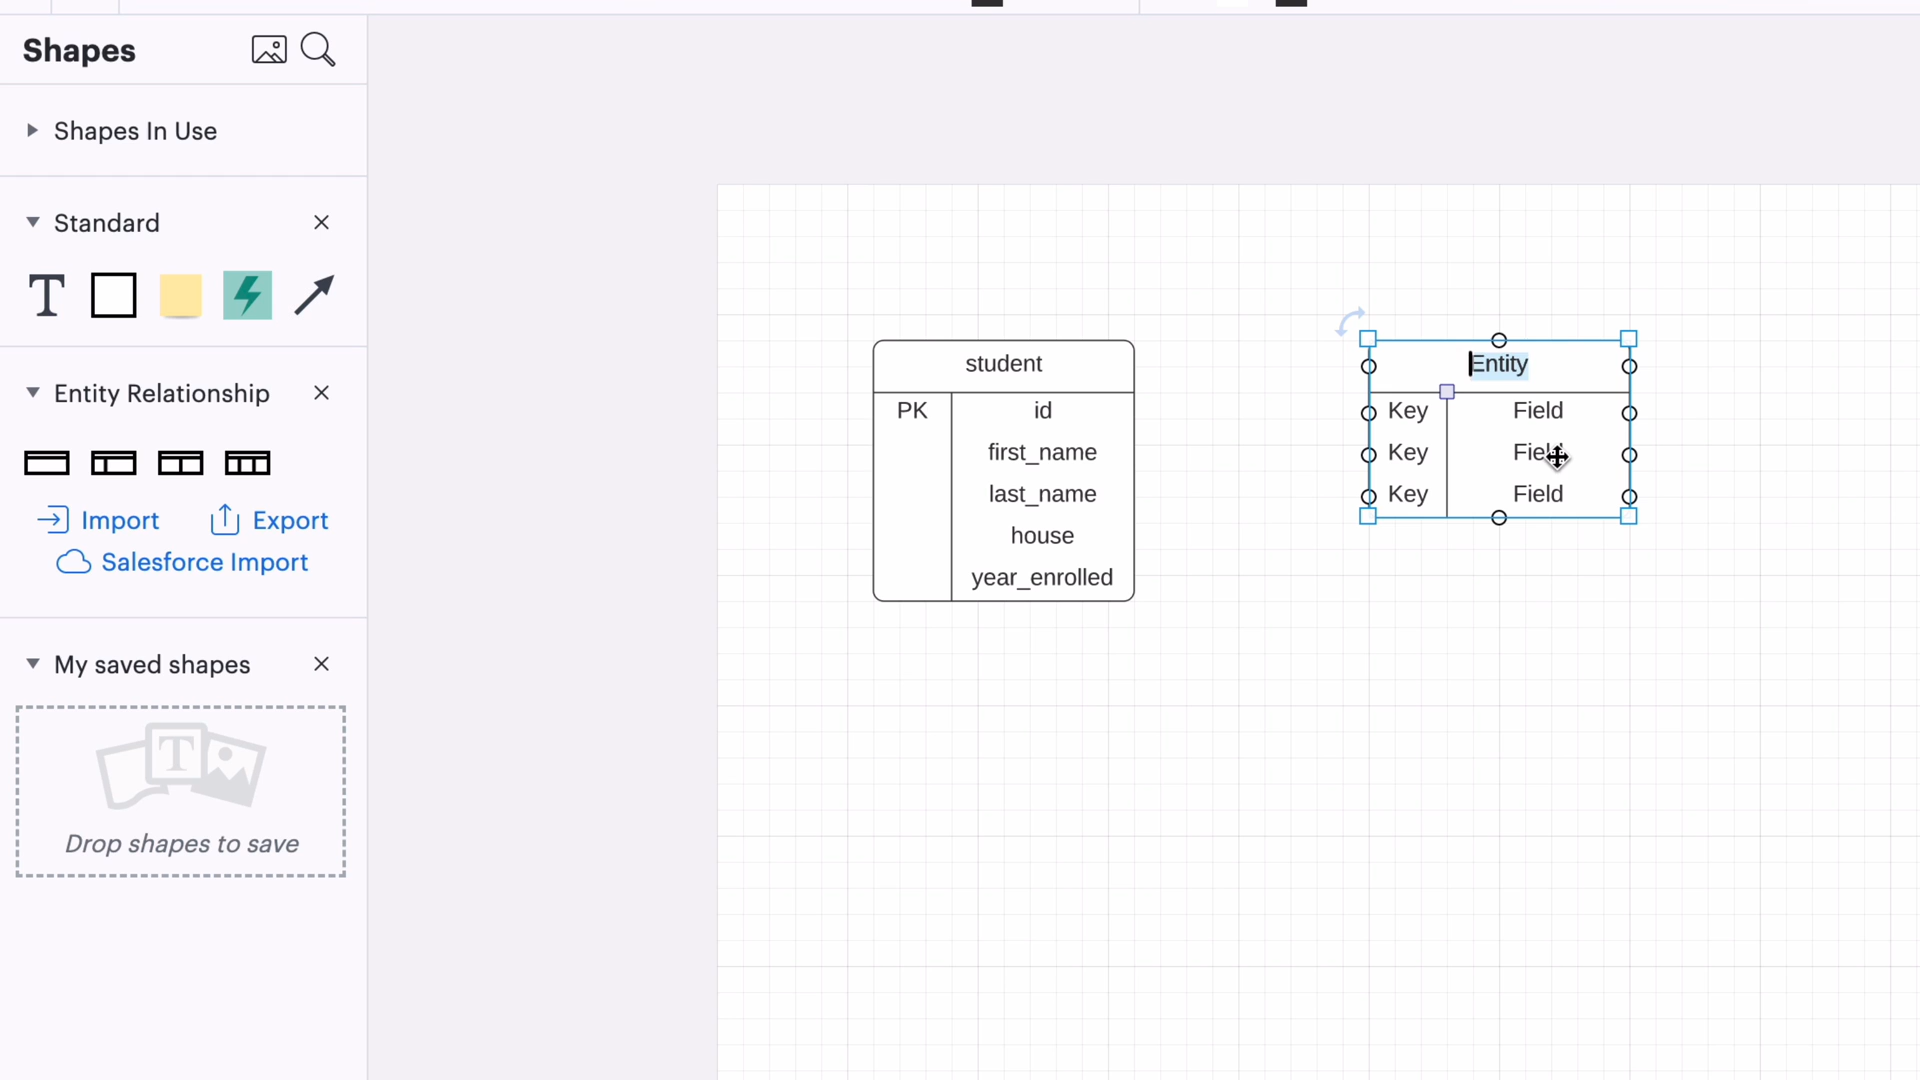 Shapes
Shapes In Use
Standard
T
Entity Relationship
Import Export
Salesforce Import
My saved shapes
T
Drop shapes to save
student
PK id
first_name
last_name
house
year_enrolled
Entity
Key Field
Key Field
Key Field